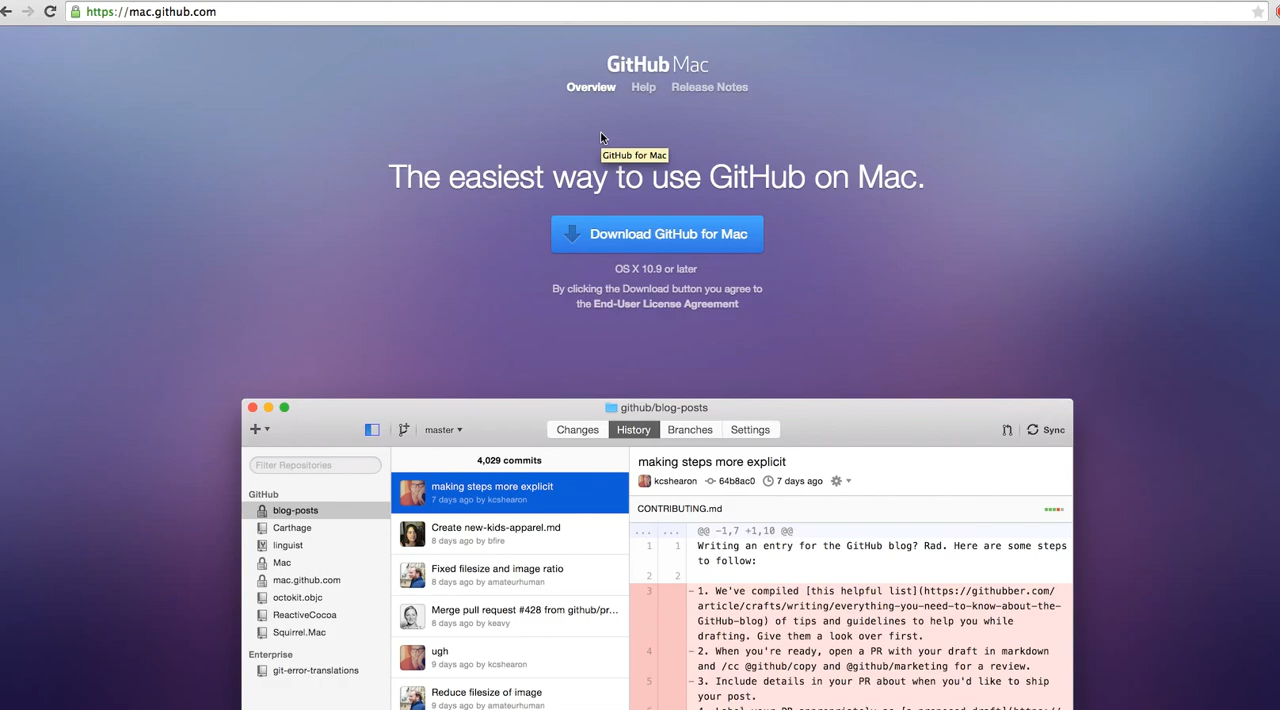 https://mac.github.com
GitHub Mac
Overview Help Release Notes
GitHub for Mac
The easiest way to use GitHub on Mac.
Download GitHub for Mac
OS X 10.9 or later
By clicking the Download button you agree to
the End-User License Agreement
github/blog-posts
master
Changes History Branches Settings
Sync
Filter Repositories
GitHub
blog-posts
Carthage
linguist
Mac
mac.github.com
octokit.objc
ReactiveCocoa
Squirrel.Mac
Enterprise
git-error-translations
4,029 commits
making steps more explicit
7 days ago by kcshearon
Create new-kids-apparel.md
8 days ago by bfire
Fixed filesize and image ratio
8 days ago by amateurhuman
Merge pull request #428 from github/pr...
8 days ago by keavy
ugh
9 days ago by kcshearon
Reduce filesize of image
9 days ago by amateurhuman
making steps more explicit
kcshearon 64b8ac0 7 days ago
CONTRIBUTING.md
... ... @@ -1,7 +1,10 @@
1 1 Writing an entry for the GitHub blog? Rad. Here are some steps
to follow:
2 2
3 - 1. We've compiled [this helpful list](https://githubber.com/
article/crafts/writing/everything-you-need-to-know-about-the-
GitHub-blog) of tips and guidelines to help you while
drafting. Give them a look over first.
4 - 2. When you're ready, open a PR with your draft in markdown
and /cc @github/copy and @github/marketing for a review.
5 - 3. Include details in your PR about when you'd like to ship
your post.